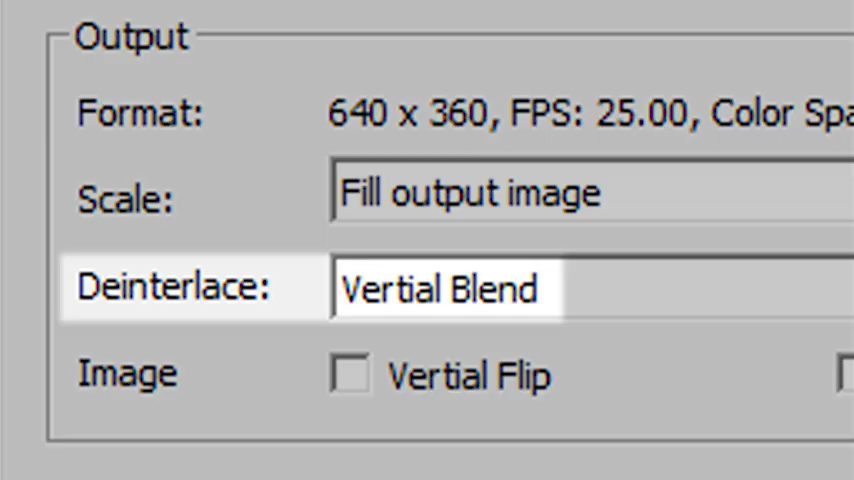 Output
Format: 640 x 360, FPS: 25.00, Color Spa
Scale: Fill output image
Deinterlace: Vertial Blend
Image Vertial Flip